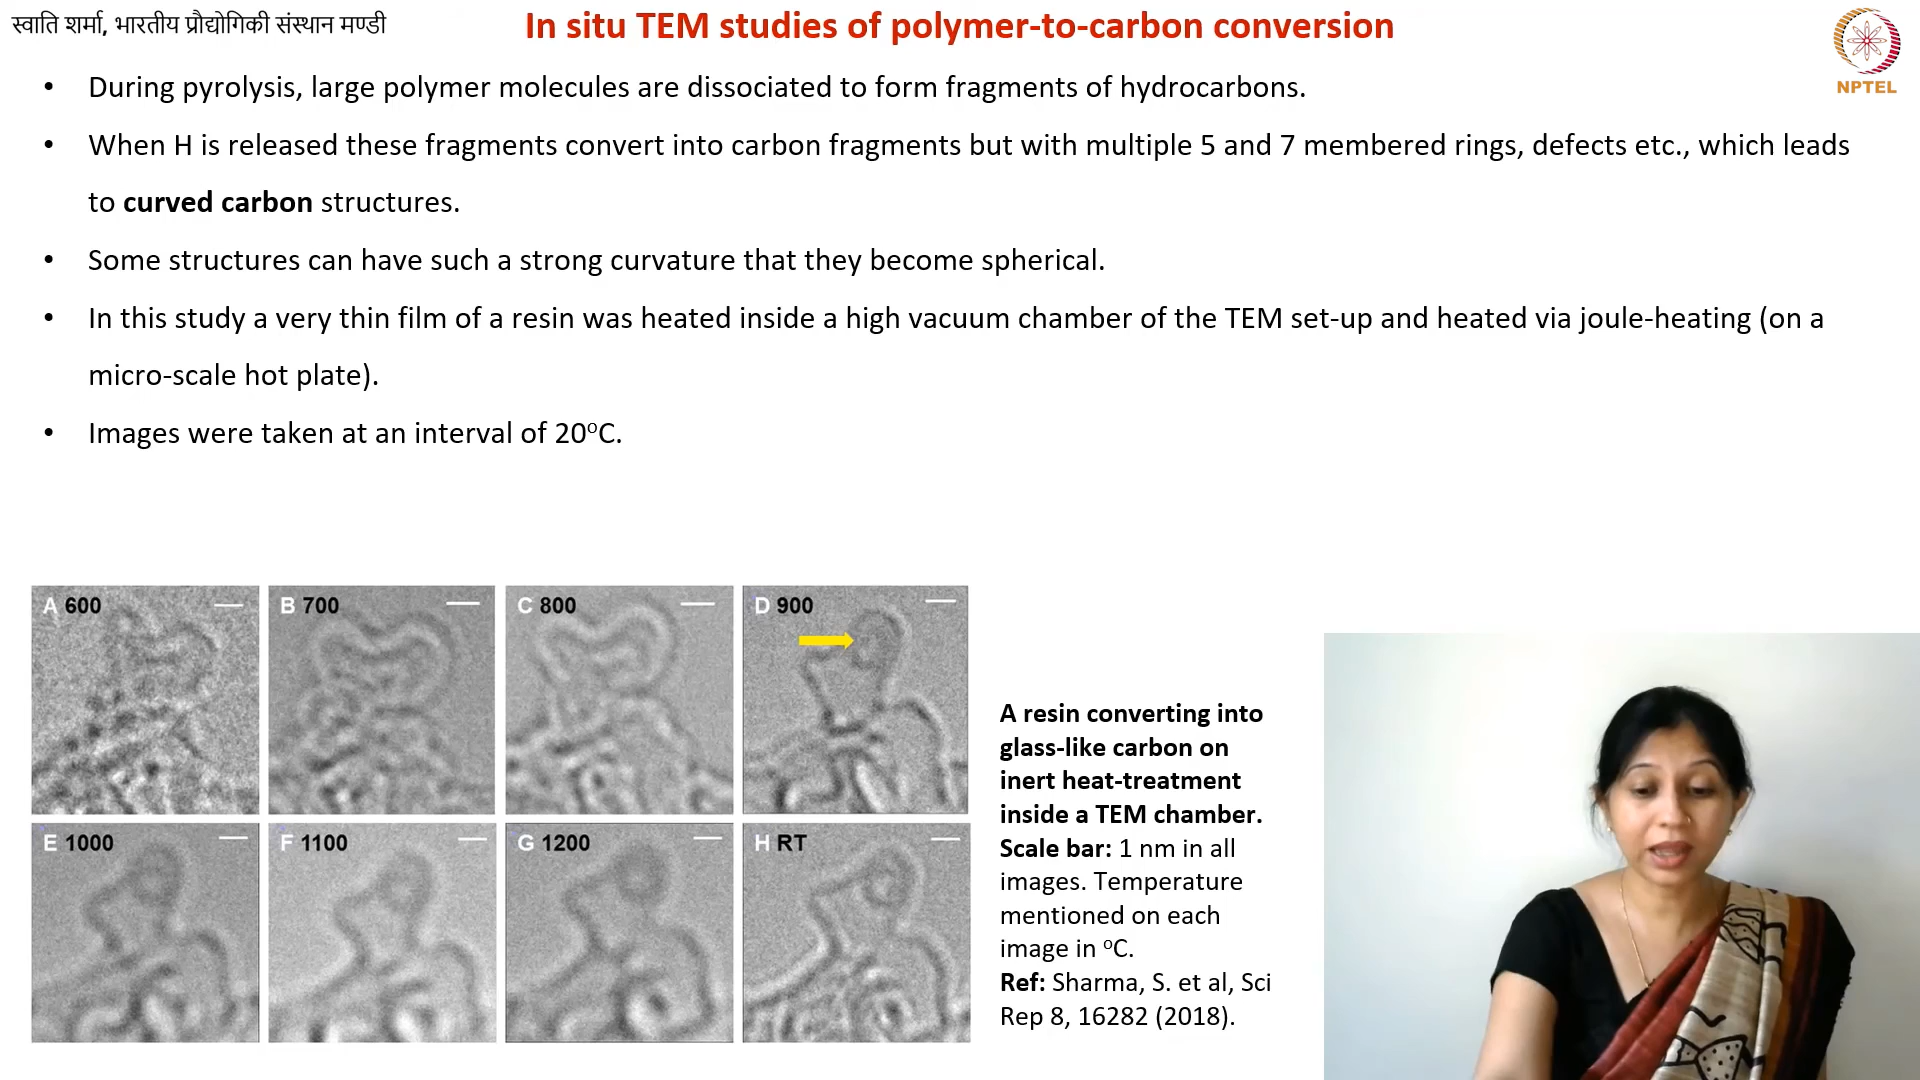 स्वाति शर्मा, भारतीय प्रौद्योगिकी संस्थान मण्डी
In situ TEM studies of polymer-to-carbon conversion
NPTEL
• During pyrolysis, large polymer molecules are dissociated to form fragments of hydrocarbons.
• When H is released these fragments convert into carbon fragments but with multiple 5 and 7 membered rings, defects etc., which leads
to curved carbon structures.
• Some structures can have such a strong curvature that they become spherical.
• In this study a very thin film of a resin was heated inside a high vacuum chamber of the TEM set-up and heated via joule-heating (on a
micro-scale hot plate).
• Images were taken at an interval of 20°C.
A 600
B 700
C 800
D 900
E 1000
F 1100
G 1200
H RT
A resin converting into
glass-like carbon on
inert heat-treatment
inside a TEM chamber.
Scale bar: 1 nm in all
images. Temperature
mentioned on each
image in °C.
Ref: Sharma, S. et al, Sci
Rep 8, 16282 (2018).